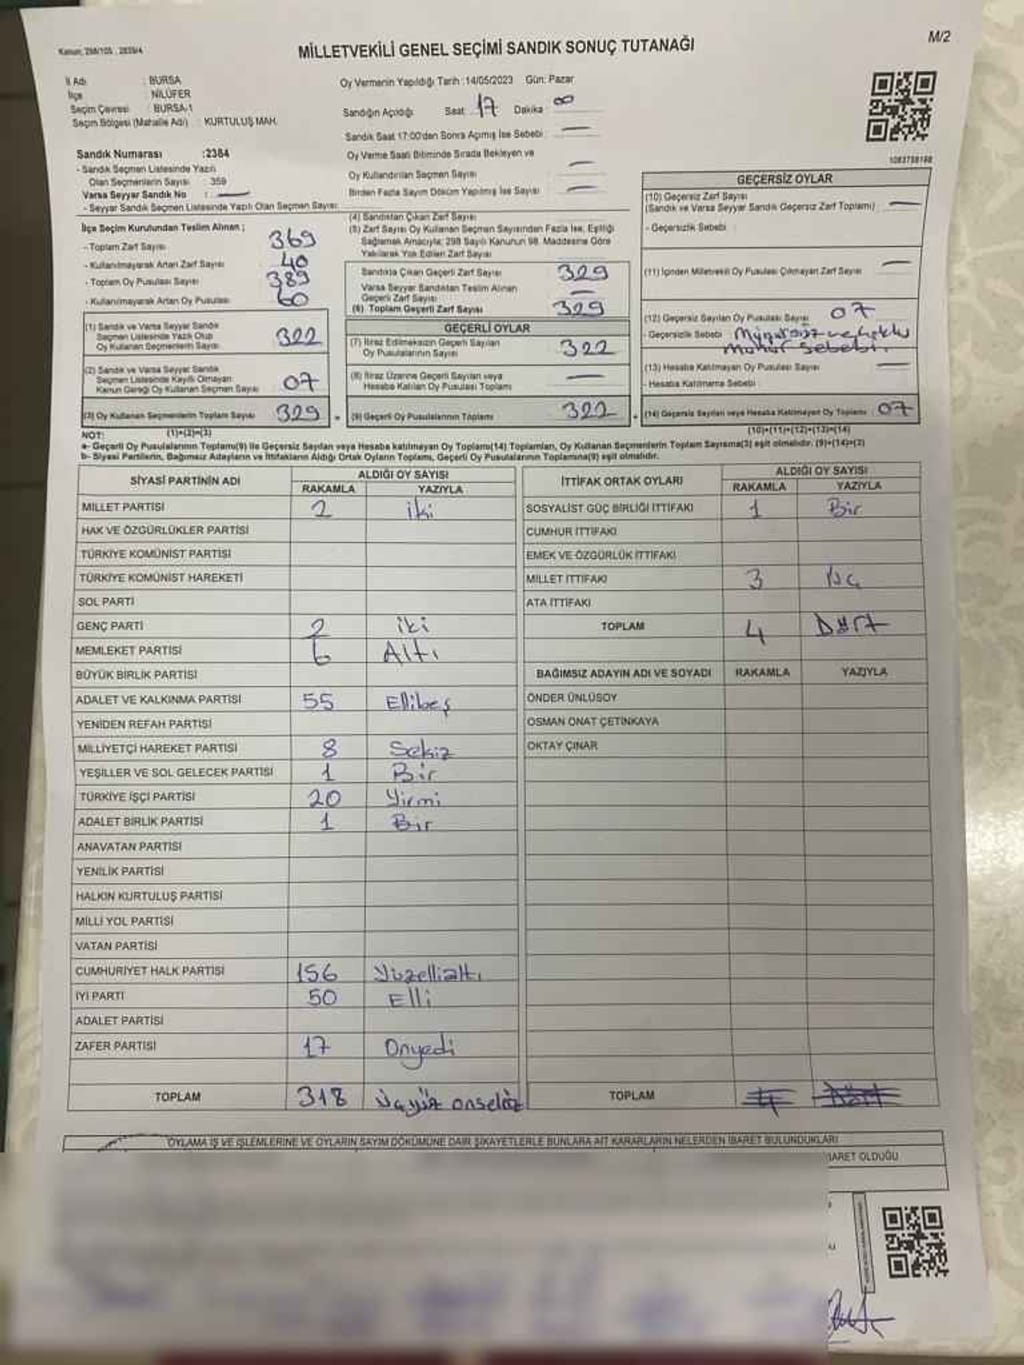 Kanun: 298/105 , 2839/4
M/2
MİLLETVEKİLİ GENEL SEÇİMİ SANDIK SONUÇ TUTANAĞI
İl Adı : BURSA
İlçe : NİLÜFER
Seçim Çevresi : BURSA-1
Seçim Bölgesi (Mahalle Adı) : KURTULUŞ MAH.
Sandık Numarası :2384
- Sandık Seçmen Listesinde Yazılı
Olan Seçmenlerin Sayısı : 359
Varsa Seyyar Sandık No : —
- Seyyar Sandık Seçmen Listesinde Yazılı Olan Seçmen Sayısı:
Oy Vermenin Yapıldığı Tarih :14/05/2023 Gün: Pazar
Sandığın Açıldığı Saat 17 Dakika 00
Sandık Saat 17:00'den Sonra Açılmış İse Sebebi : —
Oy Verme Saati Bitiminde Sırada Bekleyen ve
Oy Kullandırılan Seçmen Sayısı : —
Birden Fazla Sayım Döküm Yapılmış İse Sayısı : —
İlçe Seçim Kurulundan Teslim Alınan ;
- Toplam Zarf Sayısı : 369
- Kullanılmayarak Artan Zarf Sayısı : 40
- Toplam Oy Pusulası Sayısı : 389
- Kullanılmayarak Artan Oy Pusulası : 60
(1) Sandık ve Varsa Seyyar Sandık
Seçmen Listesinde Yazılı Olup
Oy Kullanan Seçmenlerin Sayısı : 322
(2) Sandık ve Varsa Seyyar Sandık
Seçmen Listesinde Kayıtlı Olmayan
Kanun Gereği Oy Kullanan Seçmen Sayısı : 07
(3) Oy Kullanan Seçmenlerin Toplam Sayısı : 329
(1)+(2)=(3)
(4) Sandıktan Çıkan Zarf Sayısı :
(5) Zarf Sayısı Oy Kullanan Seçmen Sayısından Fazla İse, Eşitliği
Sağlamak Amacıyla; 298 Sayılı Kanunun 98. Maddesine Göre
Yakılarak Yok Edilen Zarf Sayısı :
Sandıkta Çıkan Geçerli Zarf Sayısı : 329
Varsa Seyyar Sandıktan Teslim Alınan
Geçerli Zarf Sayısı : —
(6) Toplam Geçerli Zarf Sayısı : 329
GEÇERLİ OYLAR
(7) İtiraz Edilmeksizin Geçerli Sayılan
Oy Pusulalarının Sayısı : 322
(8) İtiraz Üzerine Geçerli Sayılan veya
Hesaba Katılan Oy Pusulası Toplamı : —
= (9) Geçerli Oy Pusulalarının Toplamı : 322
1083758168
GEÇERSİZ OYLAR
(10) Geçersiz Zarf Sayısı
(Sandık ve Varsa Seyyar Sandık Geçersiz Zarf Toplamı) : —
- Geçersizlik Sebebi :
(11) İçinden Milletvekili Oy Pusulası Çıkmayan Zarf Sayısı : —
(12) Geçersiz Sayılan Oy Pusulası Sayısı : 07
- Geçersizlik Sebebi :
mühür sebebi.
(13) Hesaba Katılmayan Oy Pusulası Sayısı : —
- Hesaba Katılmama Sebebi :
+ (14) Geçersiz Sayılan veya Hesaba Katılmayan Oy Toplamı : 07
(10)+(11)+(12)+(13)=(14)
NOT:
a- Geçerli Oy Pusulalarının Toplamı(9) ile Geçersiz Sayılan veya Hesaba katılmayan Oy Toplamı(14) Toplamları, Oy Kullanan Seçmenlerin Toplam Sayısına(3) eşit olmalıdır. (9)+(14)=(3)
b- Siyasi Partilerin, Bağımsız Adayların ve İttifakların Aldığı Ortak Oyların Toplamı, Geçerli Oy Pusulalarının Toplamına(9) eşit olmalıdır.
SİYASİ PARTİNİN ADI ALDIĞI OY SAYISI
RAKAMLA YAZIYLA
MİLLET PARTİSİ 2 iki
HAK VE ÖZGÜRLÜKLER PARTİSİ
TÜRKİYE KOMÜNİST PARTİSİ
TÜRKİYE KOMÜNİST HAREKETİ
SOL PARTİ
GENÇ PARTİ 2 iki
MEMLEKET PARTİSİ 6 Altı
BÜYÜK BİRLİK PARTİSİ
ADALET VE KALKINMA PARTİSİ 55 Ellibeş
YENİDEN REFAH PARTİSİ
MİLLİYETÇİ HAREKET PARTİSİ 8 Sekiz
YEŞİLLER VE SOL GELECEK PARTİSİ 1 Bir
TÜRKİYE İŞÇİ PARTİSİ 20 Yirmi
ADALET BİRLİK PARTİSİ 1 Bir
ANAVATAN PARTİSİ
YENİLİK PARTİSİ
HALKIN KURTULUŞ PARTİSİ
MİLLİ YOL PARTİSİ
VATAN PARTİSİ
CUMHURİYET HALK PARTİSİ 156 Yüzellialtı
İYİ PARTİ 50 Elli
ADALET PARTİSİ
ZAFER PARTİSİ 17 Onyedi
TOPLAM 318 üçyüz onsekiz
İTTİFAK ORTAK OYLARI ALDIĞI OY SAYISI
RAKAMLA YAZIYLA
SOSYALİST GÜÇ BİRLİĞİ İTTİFAKI 1 Bir
CUMHUR İTTİFAKI
EMEK VE ÖZGÜRLÜK İTTİFAKI
MİLLET İTTİFAKI 3 Üç
ATA İTTİFAKI
TOPLAM 4 Dört
BAĞIMSIZ ADAYIN ADI VE SOYADI RAKAMLA YAZIYLA
ÖNDER ÜNLÜSOY
OSMAN ONAT ÇETİNKAYA
OKTAY ÇINAR
TOPLAM 4 Dört
OYLAMA İŞ VE İŞLEMLERİNE VE OYLARIN SAYIM DÖKÜMÜNE DAİR ŞİKAYETLERLE BUNLARA AİT KARARLARIN NELERDEN İBARET BULUNDUKLARI
İBARET OLDUĞU